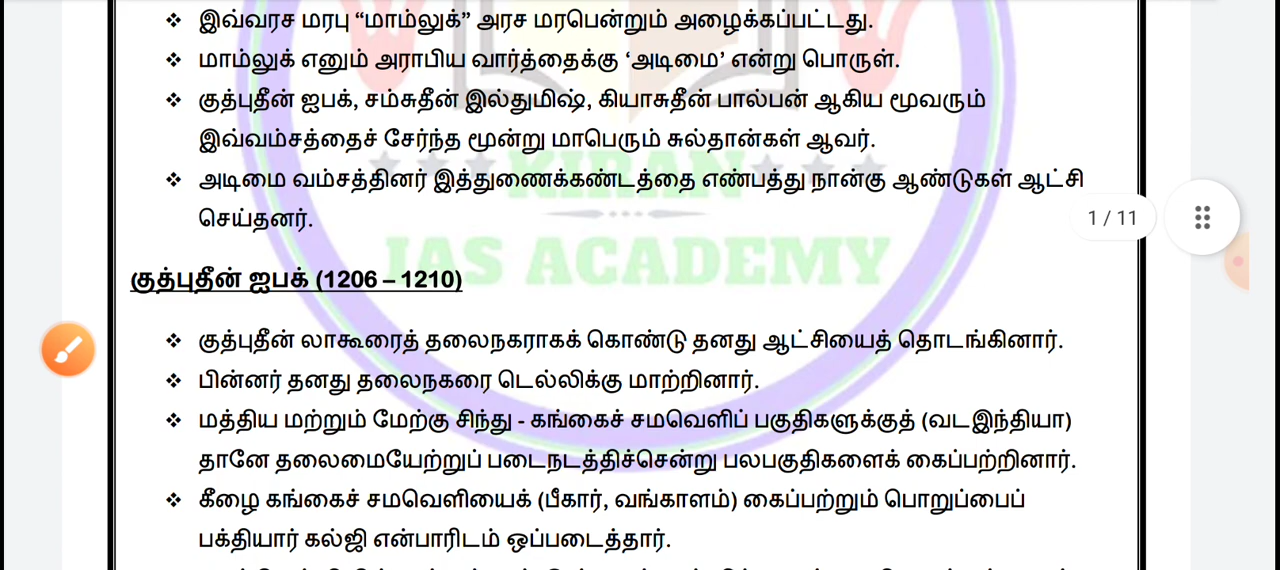 ❖ இவ்வரச மரபு “மாம்லுக்” அரச மரபென்றும் அழைக்கப்பட்டது.
❖ மாம்லுக் எனும் அராபிய வார்த்தைக்கு ‘அடிமை’ என்று பொருள்.
❖ குத்புதீன் ஐபக், சம்சுதீன் இல்துமிஷ், கியாசுதீன் பால்பன் ஆகிய மூவரும்
இவ்வம்சத்தைச் சேர்ந்த மூன்று மாபெரும் சுல்தான்கள் ஆவர்.
KIRAN
❖ அடிமை வம்சத்தினர் இத்துணைக்கண்டத்தை எண்பத்து நான்கு ஆண்டுகள் ஆட்சி
செய்தனர்.
1 / 11
IAS ACADEMY
குத்புதீன் ஐபக் (1206 – 1210)
❖ குத்புதீன் லாகூரைத் தலைநகராகக் கொண்டு தனது ஆட்சியைத் தொடங்கினார்.
❖ பின்னர் தனது தலைநகரை டெல்லிக்கு மாற்றினார்.
❖ மத்திய மற்றும் மேற்கு சிந்து - கங்கைச் சமவெளிப் பகுதிகளுக்குத் (வடஇந்தியா)
தானே தலைமையேற்றுப் படைநடத்திச்சென்று பலபகுதிகளைக் கைப்பற்றினார்.
❖ கீழை கங்கைச் சமவெளியைக் (பீகார், வங்காளம்) கைப்பற்றும் பொறுப்பைப்
பக்தியார் கல்ஜி என்பாரிடம் ஒப்படைத்தார்.